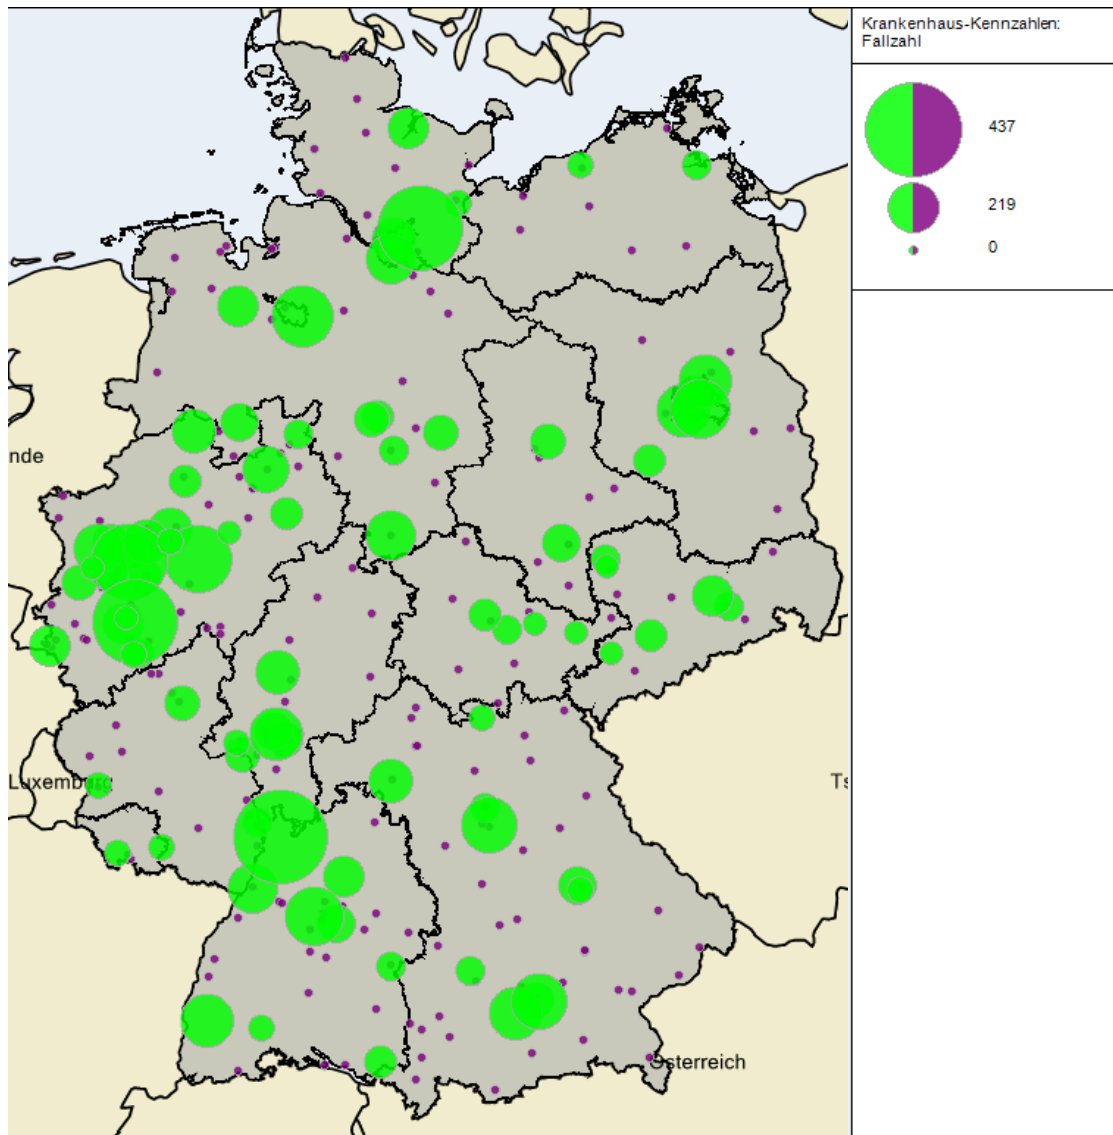 Krankenhaus-Kennzahlen:
Fallzahl
437
219
0
nde
Luxemburg
Ts
Österreich